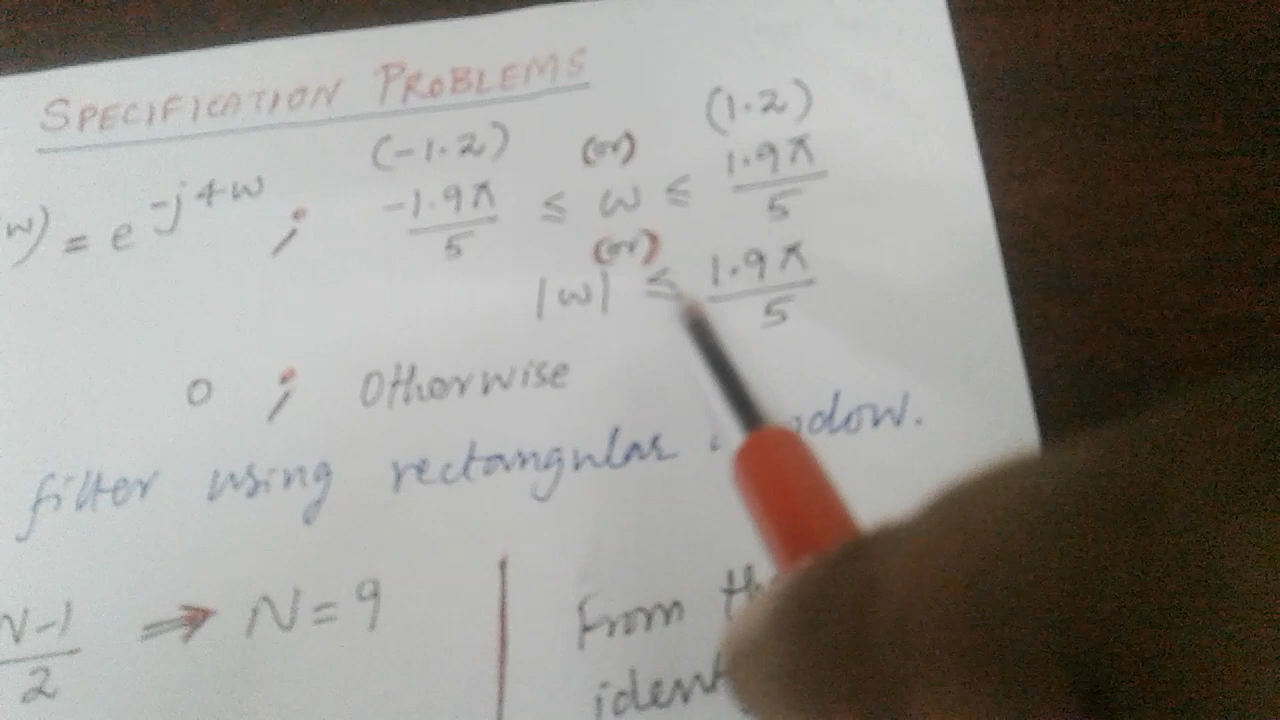 SPECIFICATION PROBLEMS
(-1.2) (or) (1.2)
ω) = e^{-j4ω} ; -1.9π/5 ≤ ω ≤ 1.9π/5
(or)
|ω| ≤ 1.9π/5
0 ; Otherwise
filter using rectangular
N-1/2 ⇒ N=9
From